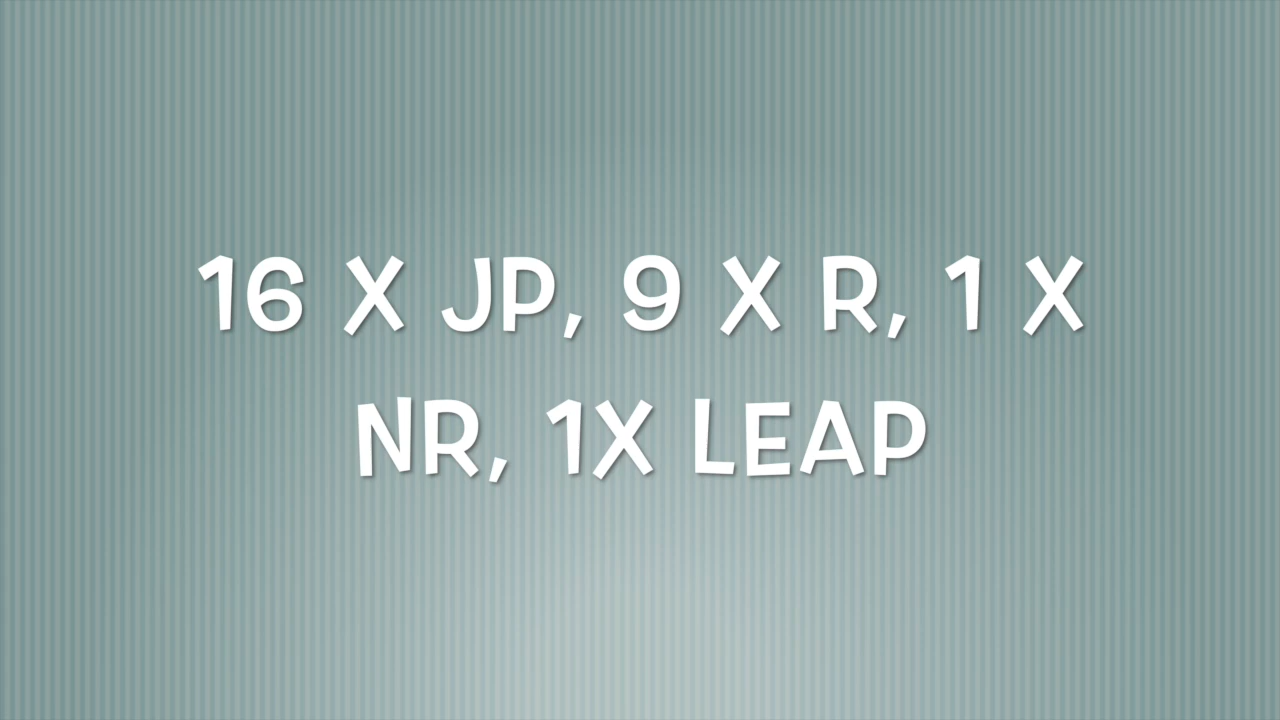 16 X JP, 9 X R, 1 X
NR, 1X LEAP